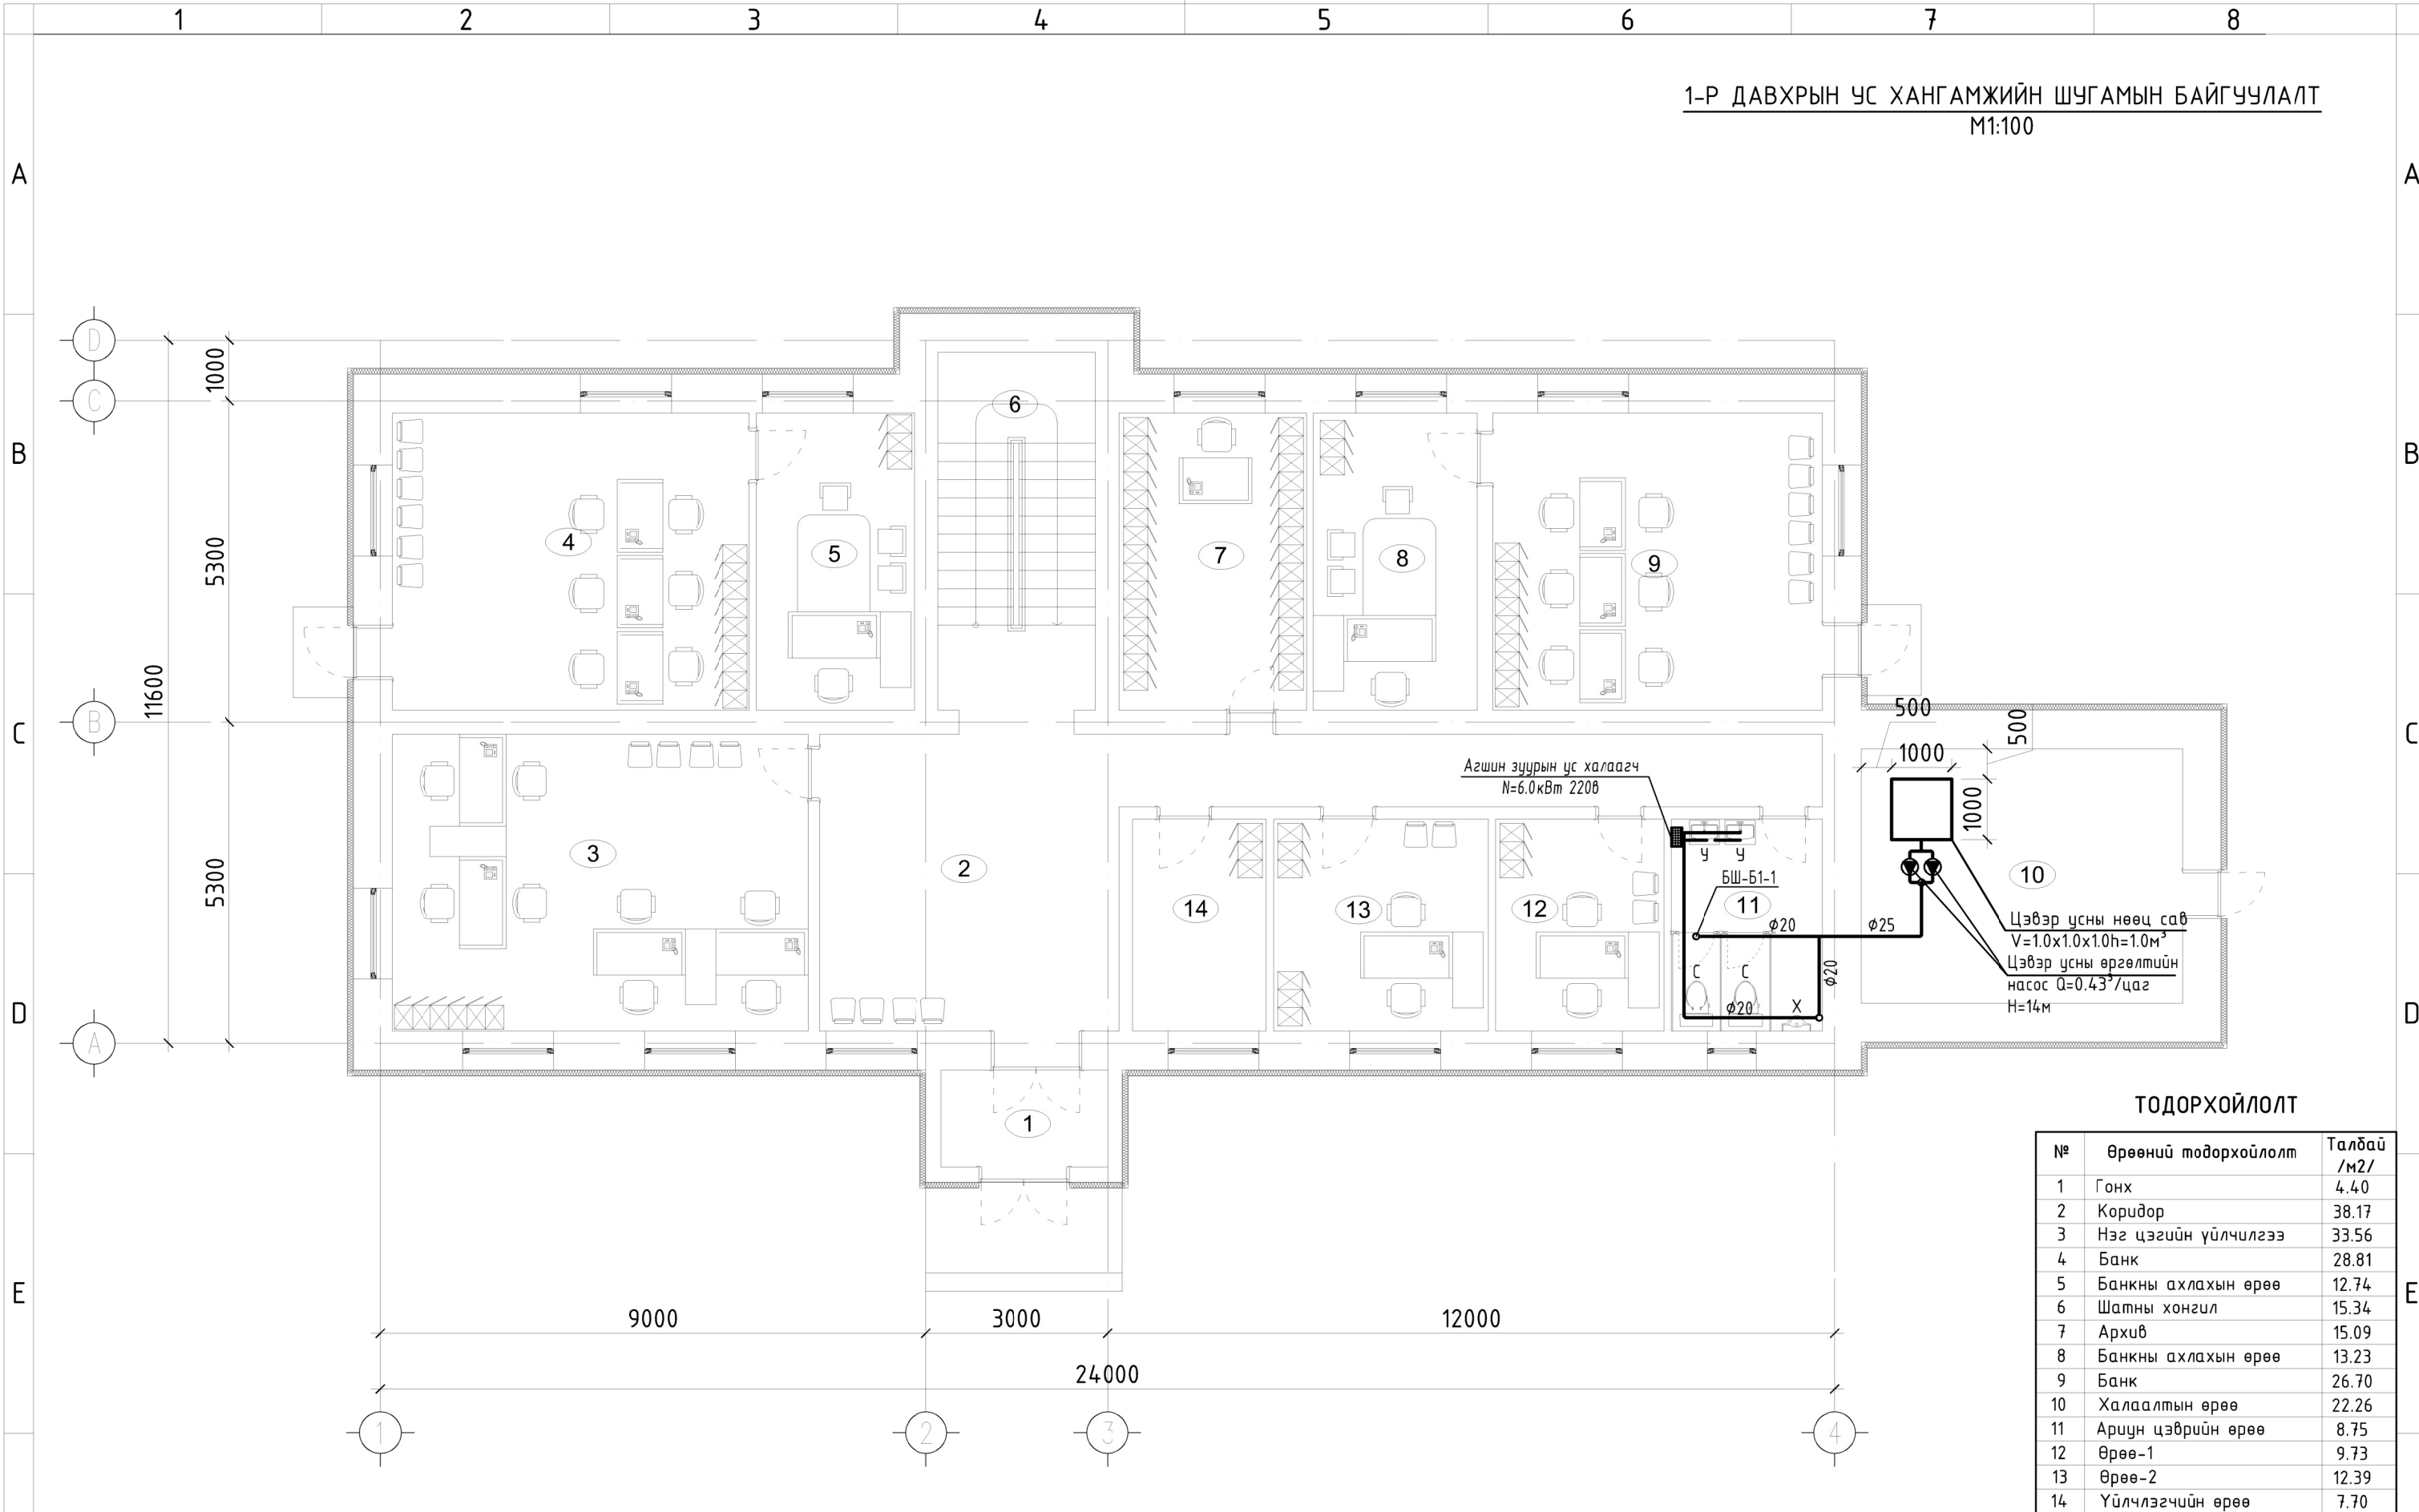 1 2 3 4 5 6 7 8
1-Р ДАВХРЫН УС ХАНГАМЖИЙН ШУГАМЫН БАЙГУУЛАЛТ
М1:100
A A
B B
C C
D D
E E
D
C
B
A
1000
5300
5300
11600
6
4
5
7
8
9
3
2
14
13
12
11
10
1
500
500
1000
1000
Агшин зуурын ус халаагч
N=6.0кВт 220в
У У
БШ-Б1-1
ϕ20
ϕ25
ϕ20
C C
ϕ20
X
Цэвэр усны нөөц сав
V=1.0x1.0x1.0h=1.0м³
Цэвэр усны өргөлтийн
насос Q=0.43³/цаг
H=14м
9000 3000 12000
24000
1 2 3 4
ТОДОРХОЙЛОЛТ
№ Өрөөний тодорхойлолт Талбай /м2/
1 Гонх 4.40
2 Коридор 38.17
3 Нэг цэгийн үйлчилгээ 33.56
4 Банк 28.81
5 Банкны ахлахын өрөө 12.74
6 Шатны хонгил 15.34
7 Архив 15.09
8 Банкны ахлахын өрөө 13.23
9 Банк 26.70
10 Халаалтын өрөө 22.26
11 Ариун цэврийн өрөө 8.75
12 Өрөө-1 9.73
13 Өрөө-2 12.39
14 Үйлчлэгчийн өрөө 7.70